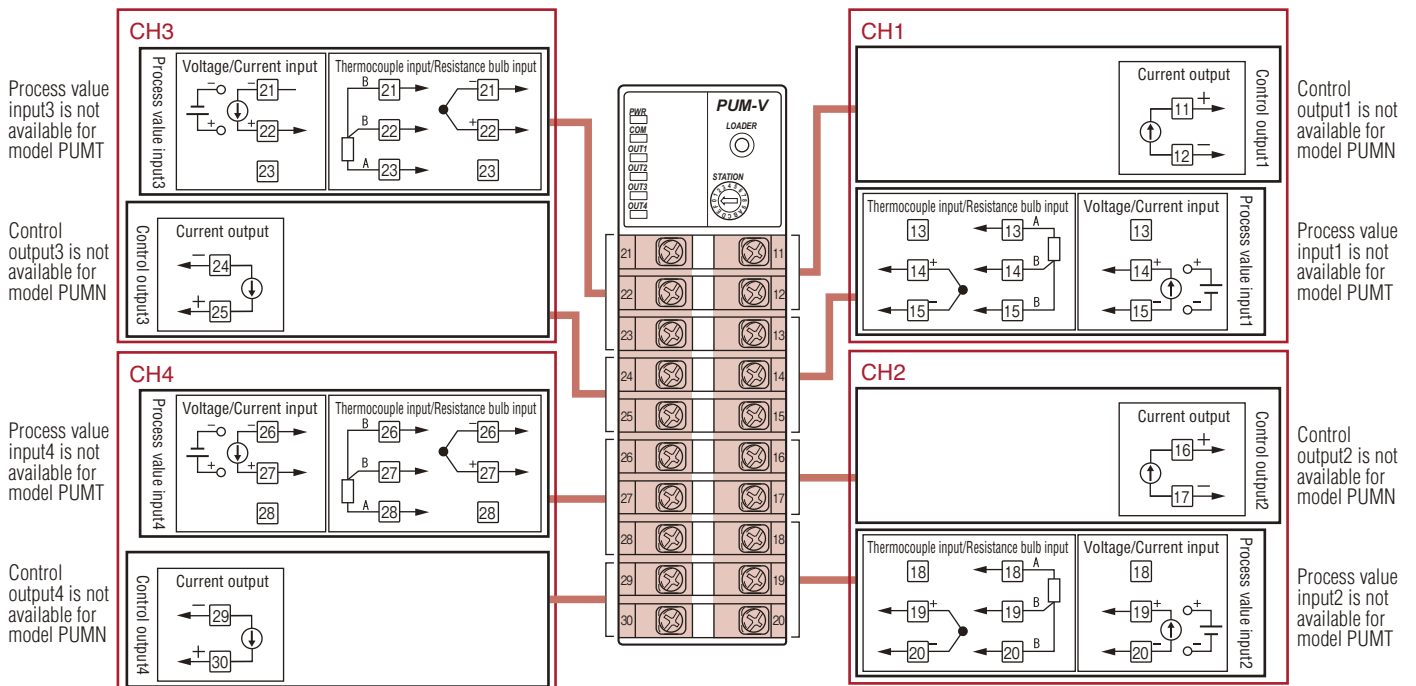 CH3
Process value input3
Voltage/Current input
− − 21
+ + 22
23
Thermocouple input/Resistance bulb input
B 21 − 21
B 22 + 22
A 23 23
Process value
input3 is not
available for
model PUMT
Control output3
Current output
− 24
+ 25
Control
output3 is not
available for
model PUMN
CH4
Process value input4
Voltage/Current input
− − 26
+ + 27
28
Thermocouple input/Resistance bulb input
B 26 − 26
B 27 + 27
A 28 28
Process value
input4 is not
available for
model PUMT
Control output4
Current output
− 29
+ 30
Control
output4 is not
available for
model PUMN
PUM-V
PWR
COM
OUT1
OUT2
OUT3
OUT4
LOADER
STATION
0 1 2 3 4 5 6 7 8 9 A B C D E F
21 11
22 12
23 13
24 14
25 15
26 16
27 17
28 18
29 19
30 20
CH1
Current output
11 +
12 −
Control output1
Control
output1 is not
available for
model PUMN
Thermocouple input/Resistance bulb input
13 13 A
14 + 14 B
15 − 15 B
Voltage/Current input
13
14 + +
15 − −
Process value input1
Process value
input1 is not
available for
model PUMT
CH2
Current output
16 +
17 −
Control output2
Control
output2 is not
available for
model PUMN
Thermocouple input/Resistance bulb input
18 18 A
19 + 19 B
20 − 20 B
Voltage/Current input
18
19 + +
20 − −
Process value input2
Process value
input2 is not
available for
model PUMT